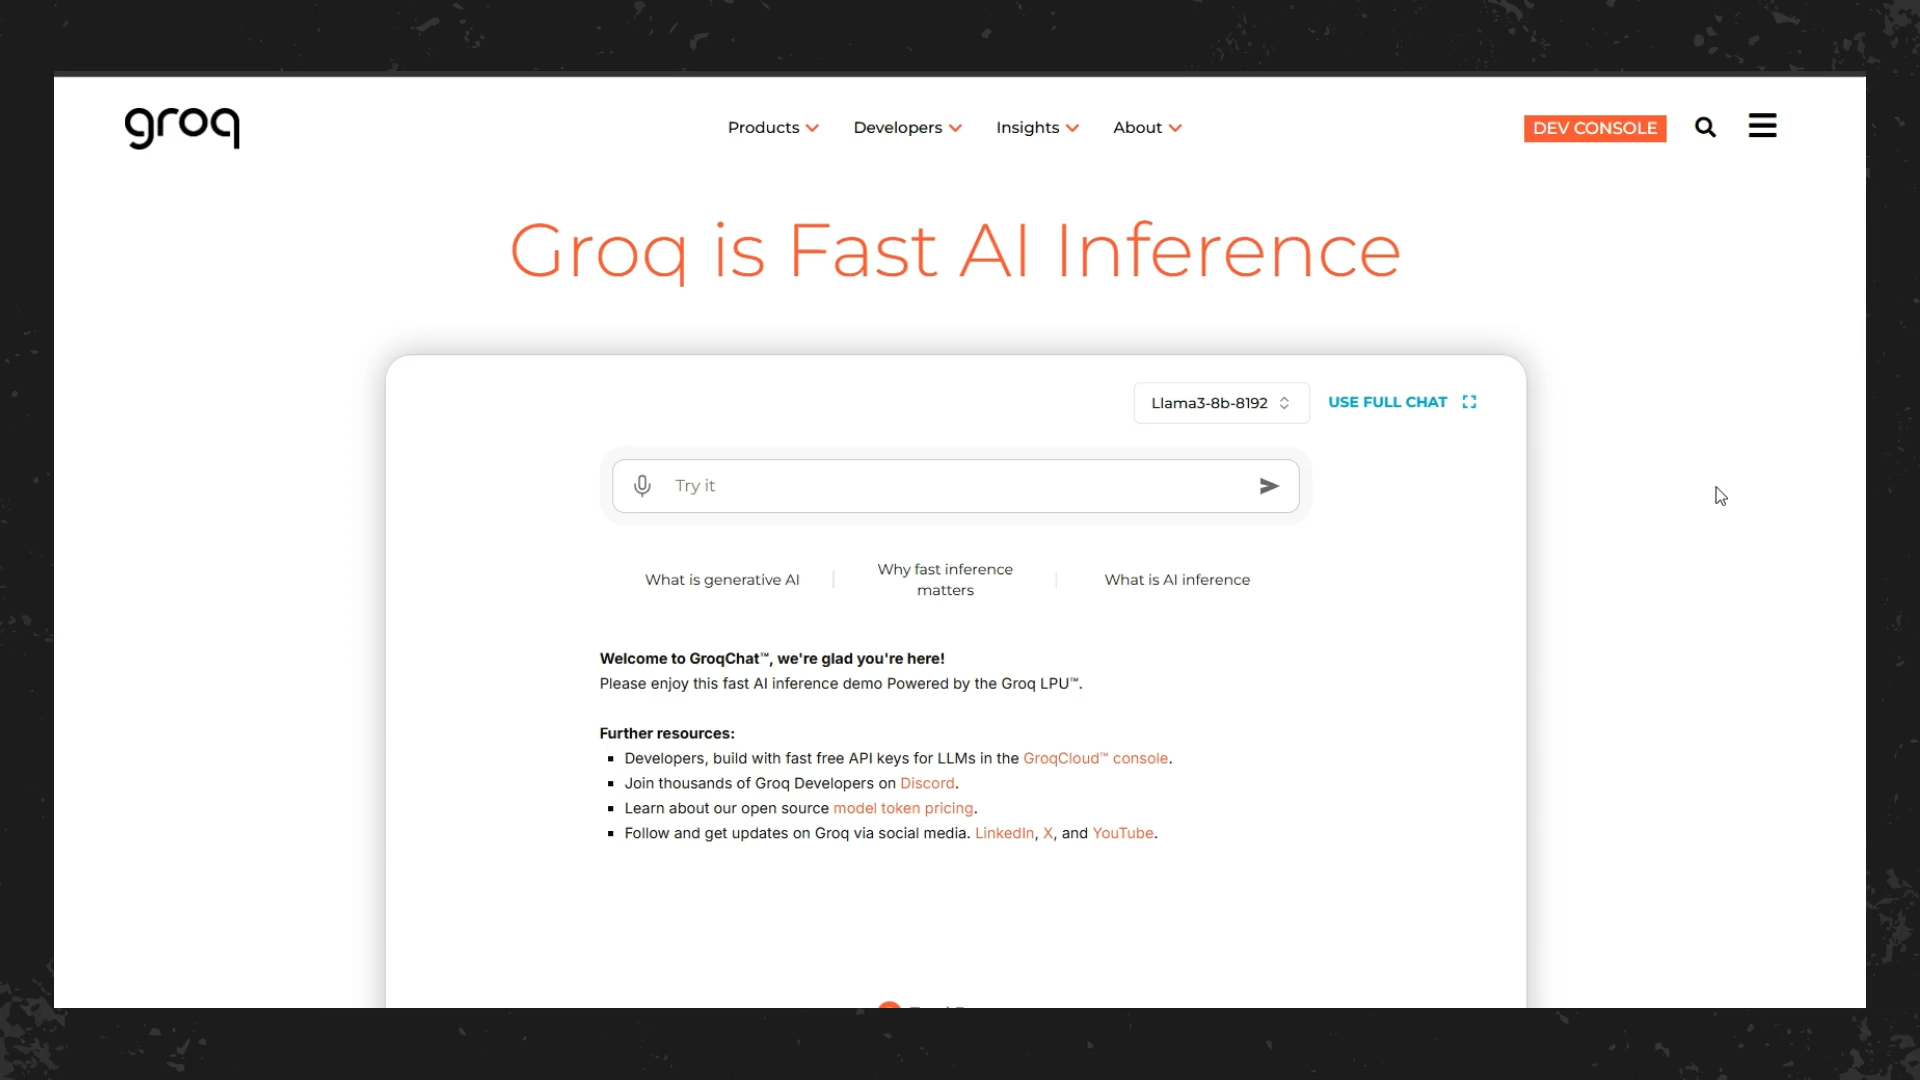 groq
Products
Developers
Insights
About
DEV CONSOLE
Groq is Fast AI Inference
Llama3-8b-8192
USE FULL CHAT
Try it
What is generative AI
Why fast inference
matters
What is AI inference
Welcome to GroqChat™, we're glad you're here!
Please enjoy this fast AI inference demo Powered by the Groq LPU™.
Further resources:
Developers, build with fast free API keys for LLMs in the GroqCloud™ console.
Join thousands of Groq Developers on Discord.
Learn about our open source model token pricing.
Follow and get updates on Groq via social media. LinkedIn, X, and YouTube.